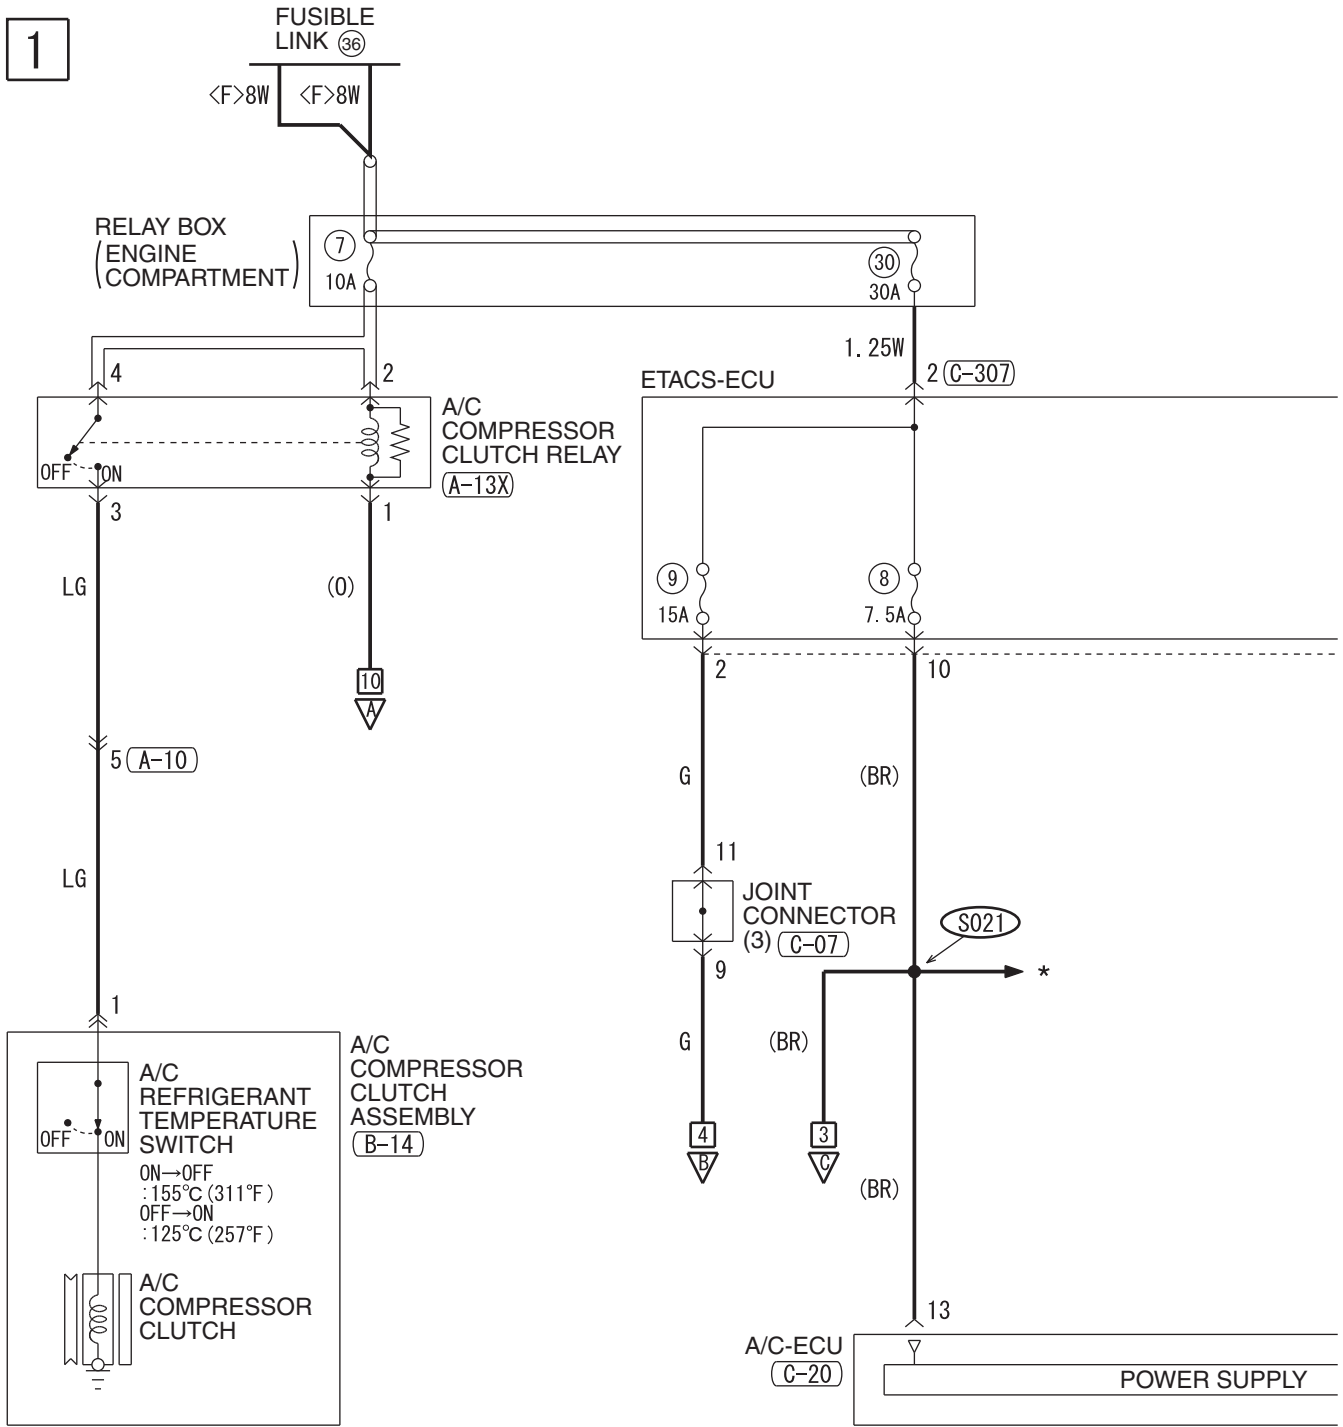 1
FUSIBLE
LINK 36
<F>8W <F>8W
RELAY BOX
(ENGINE
COMPARTMENT)
7
10A
30
30A
1.25W
4
2
2 C-307
ETACS-ECU
A/C
COMPRESSOR
CLUTCH RELAY
A-13X
OFF ON
3
1
LG
(O)
9
15A
8
7.5A
10
A
2
10
5 A-10
G
(BR)
LG
11
JOINT
CONNECTOR
(3) C-07
9
S021
*
1
G
(BR)
A/C
COMPRESSOR
CLUTCH
ASSEMBLY
B-14
A/C
REFRIGERANT
TEMPERATURE
SWITCH
OFF ON
ON→OFF
:155°C(311°F)
OFF→ON
:125°C(257°F)
4
B
3
C
(BR)
A/C
COMPRESSOR
CLUTCH
13
A/C-ECU
C-20
POWER SUPPLY